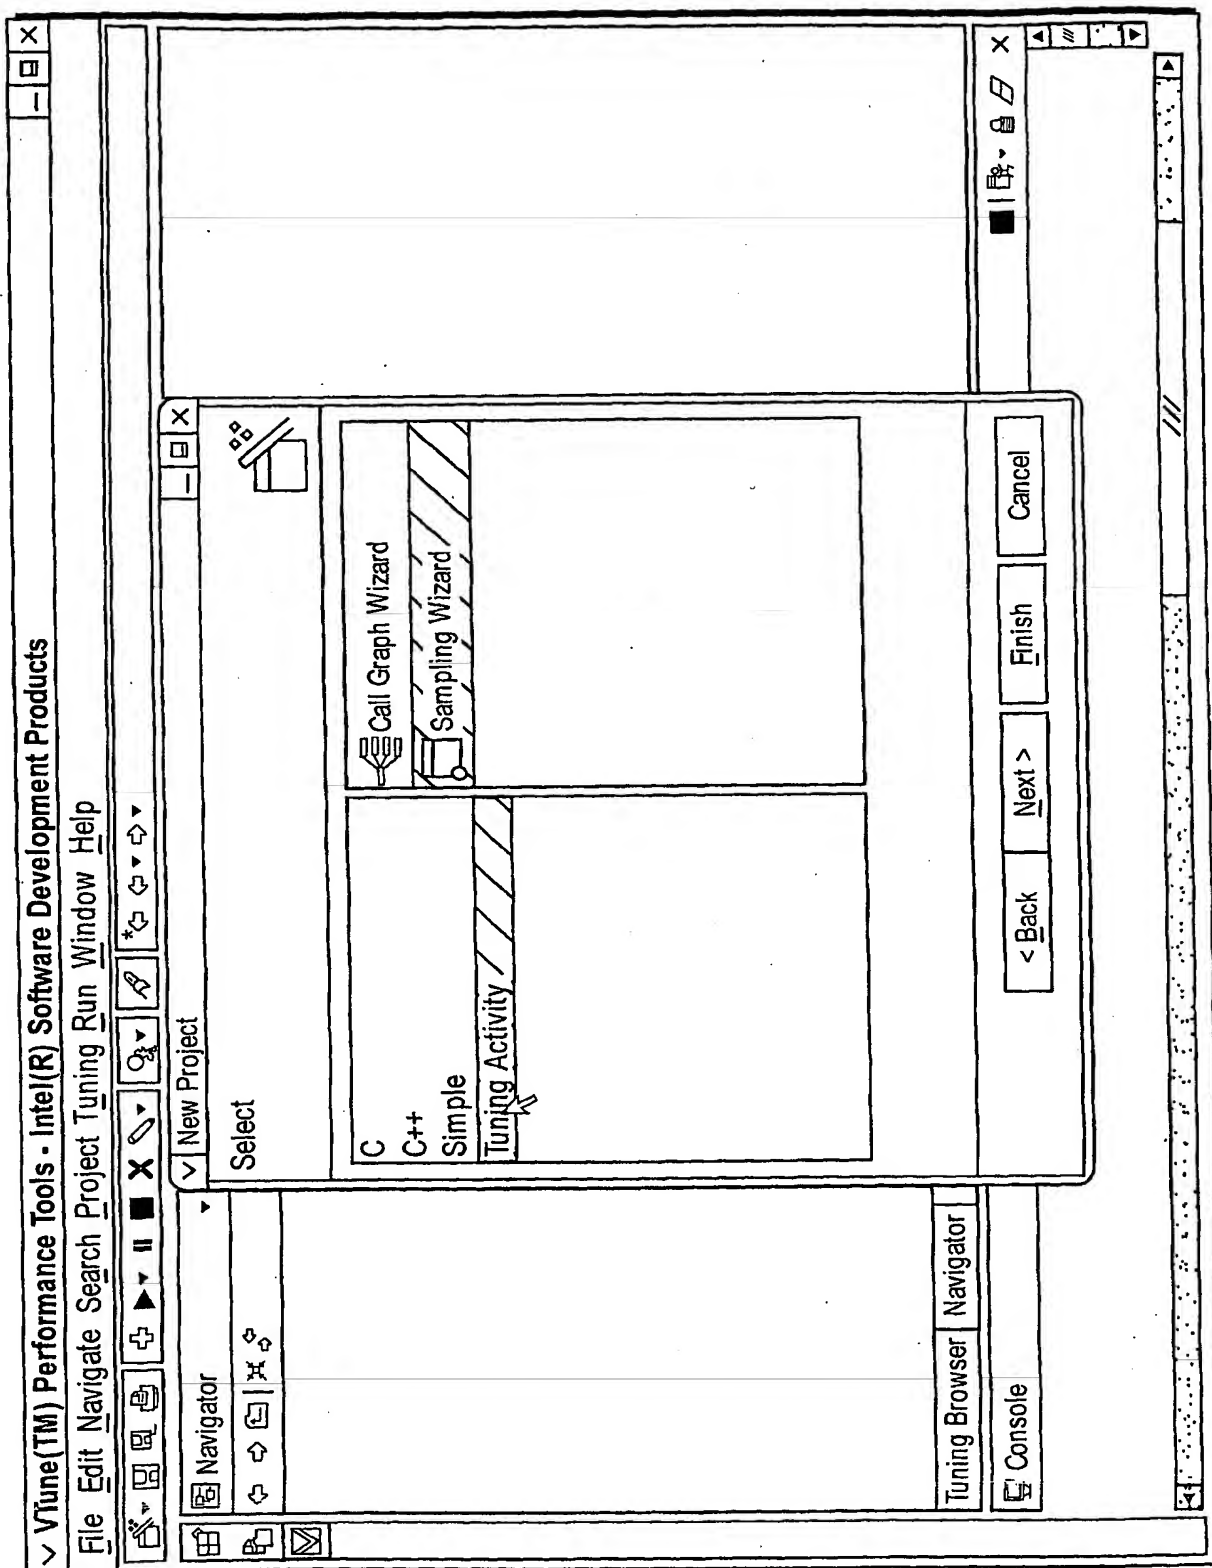 VTune(TM) Performance Tools - Intel(R) Software Development Products
File Edit Navigate Search Project Tuning Run Window Help
Navigator
New Project
Select
C
C++
Simple
Tuning Activity
Call Graph Wizard
Sampling Wizard
< Back Next > Finish Cancel
Tuning Browser Navigator
Console